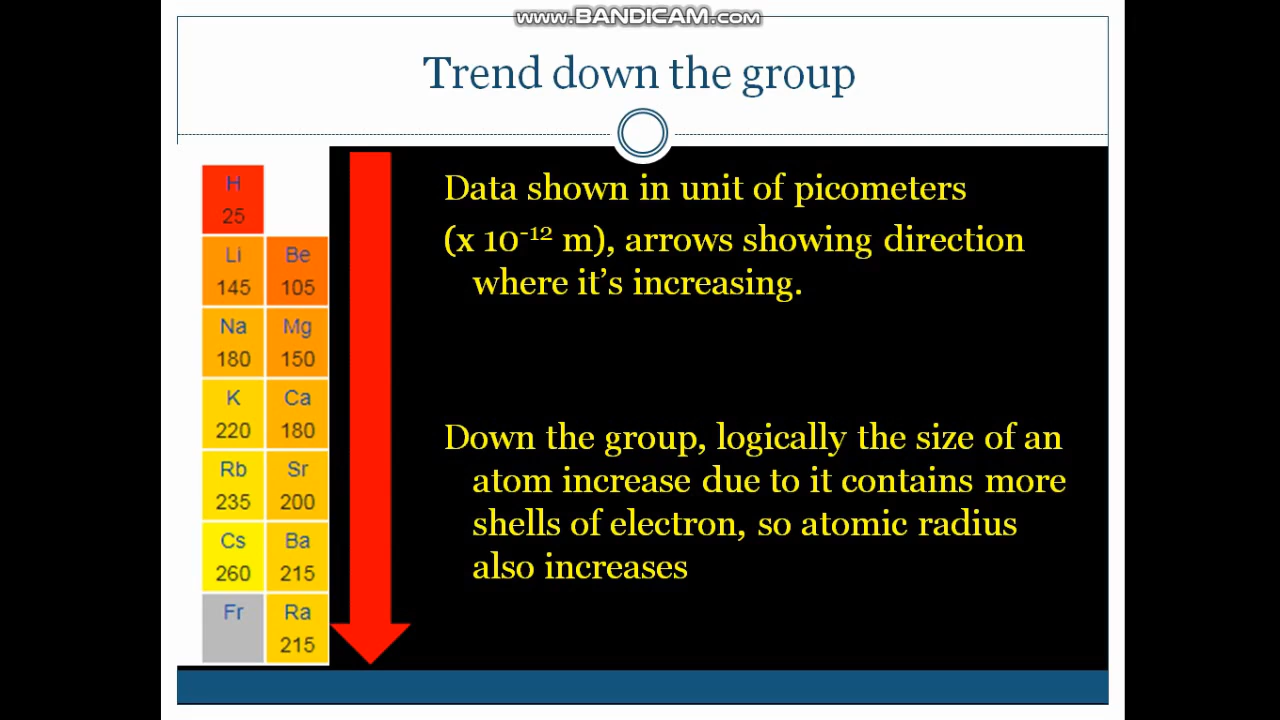 www.BANDICAM.com
Trend down the group
H
25
Li Be
145 105
Na Mg
180 150
K Ca
220 180
Rb Sr
235 200
Cs Ba
260 215
Fr Ra
215
Data shown in unit of picometers
(x 10⁻¹² m), arrows showing direction
where it’s increasing.
Down the group, logically the size of an
atom increase due to it contains more
shells of electron, so atomic radius
also increases